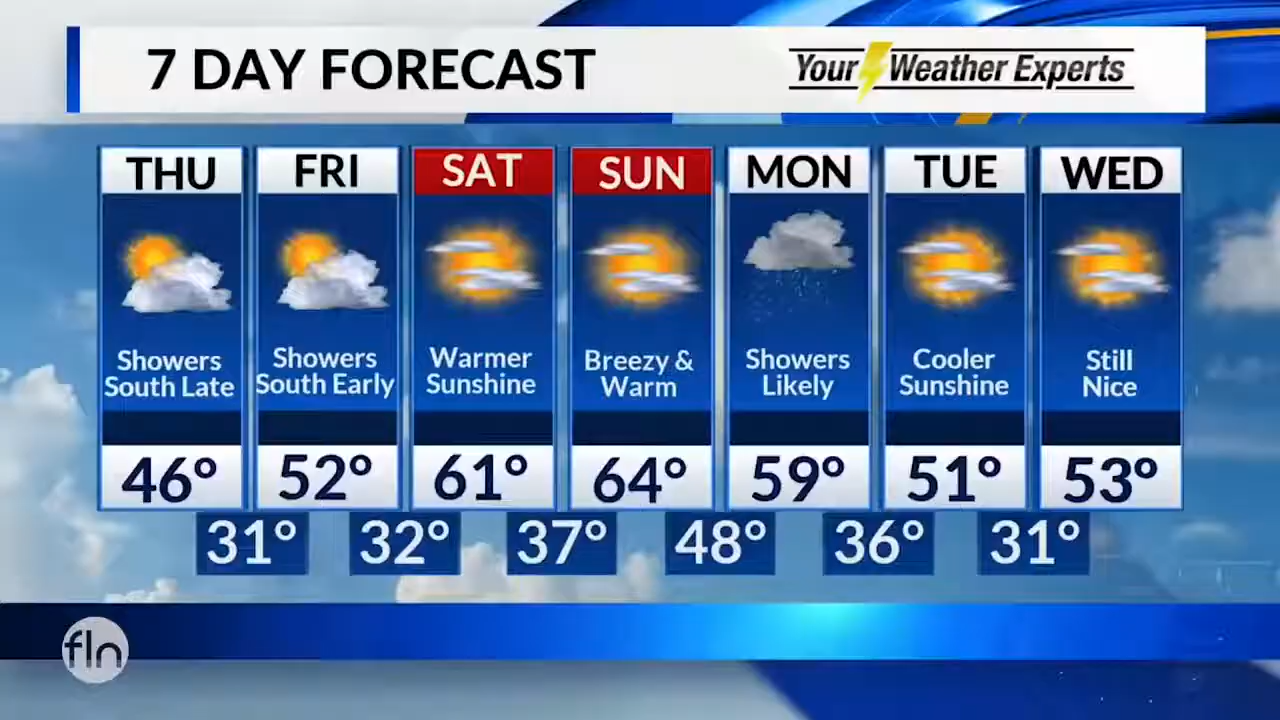 7 DAY FORECAST
Your Weather Experts
THU FRI SAT SUN MON TUE WED
Showers South Late
Showers South Early
Warmer Sunshine
Breezy & Warm
Showers Likely
Cooler Sunshine
Still Nice
46° 52° 61° 64° 59° 51° 53°
31° 32° 37° 48° 36° 31°
fln